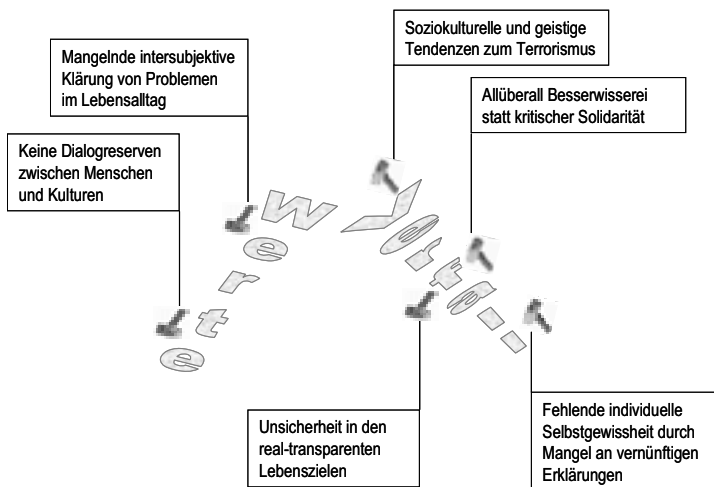 Soziokulturelle und geistige
Tendenzen zum Terrorismus
Mangelnde intersubjektive
Klärung von Problemen
im Lebensalltag
Allüberall Besserwisserei
statt kritischer Solidarität
Keine Dialogreserven
zwischen Menschen
und Kulturen
Werte
Verfall
Unsicherheit in den
real-transparenten
Lebenszielen
Fehlende individuelle
Selbstgewissheit durch
Mangel an vernünftigen
Erklärungen